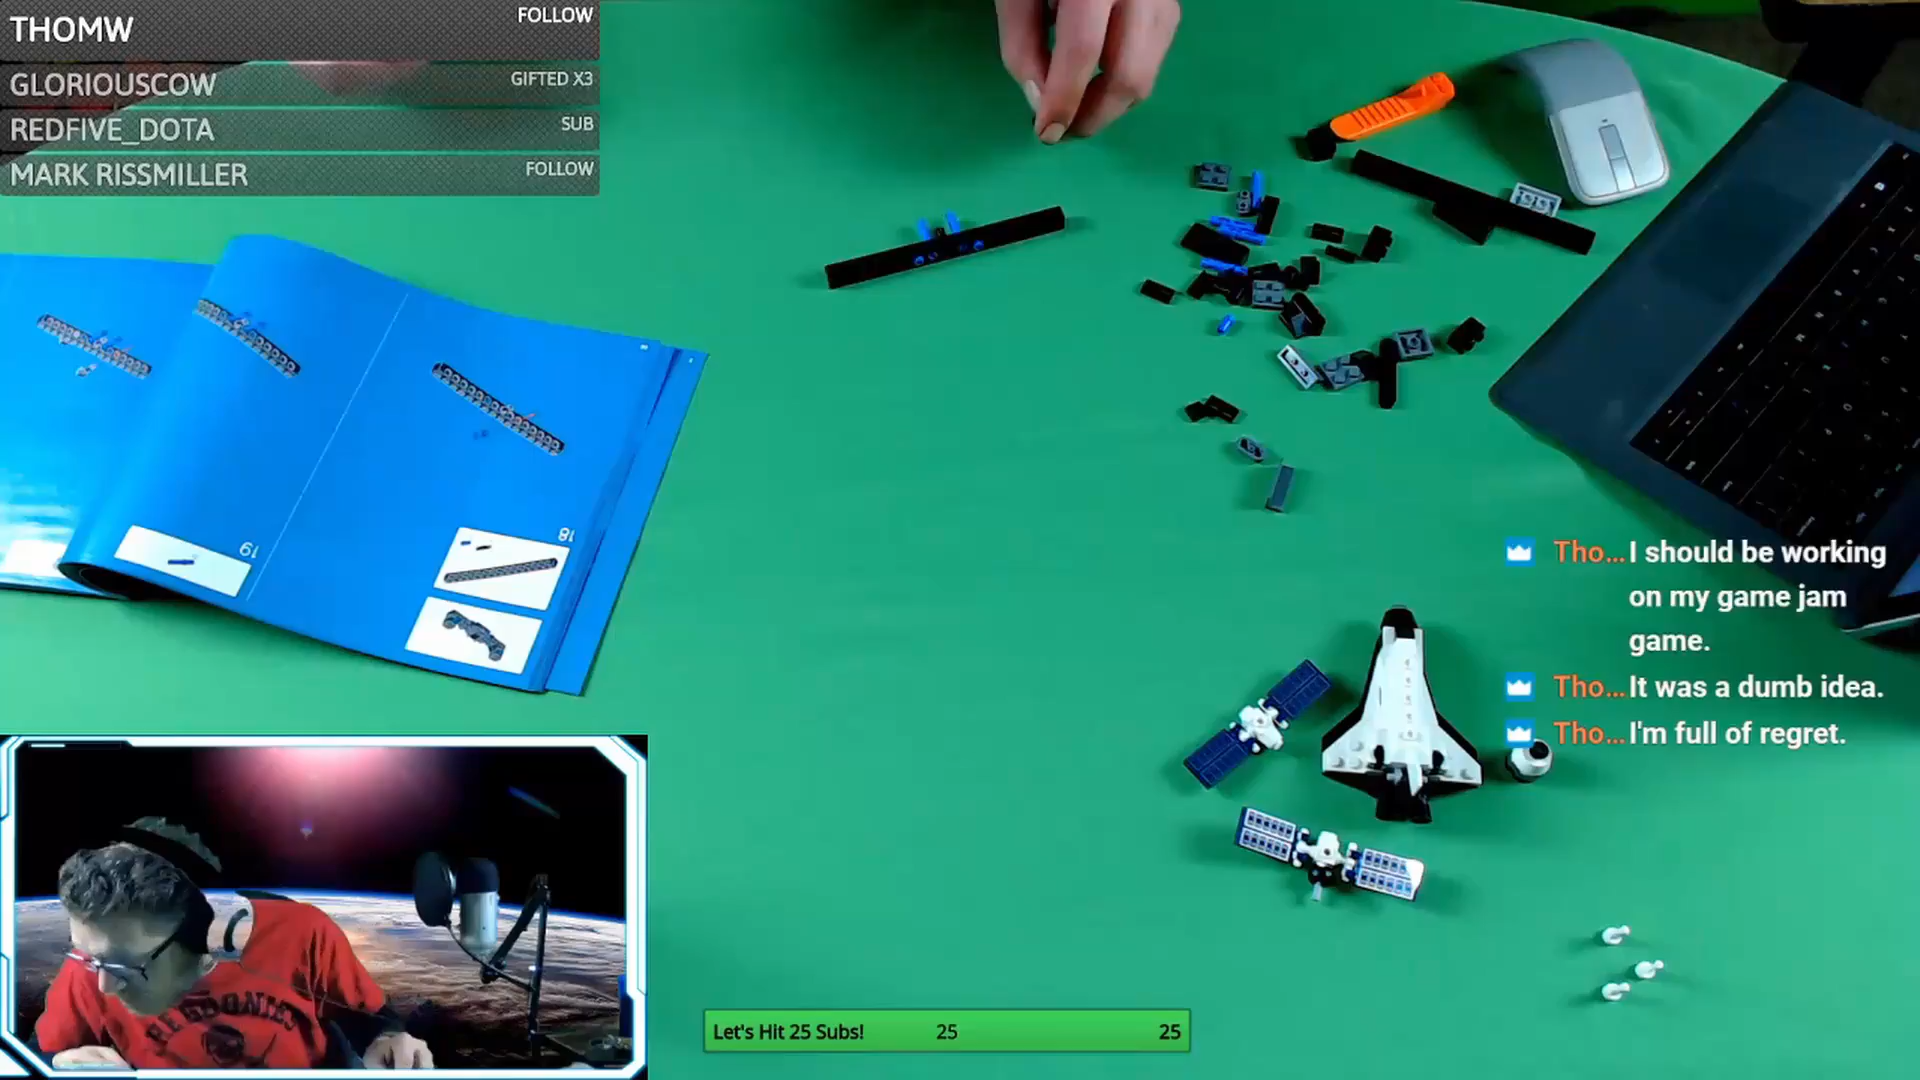 THOMW FOLLOW
GLORIOUSCOW GIFTED X3
REDFIVE_DOTA SUB
MARK RISSMILLER FOLLOW
19
18
Tho... I should be working
on my game jam
game.
Tho... It was a dumb idea.
Tho... I'm full of regret.
Let's Hit 25 Subs! 25 25